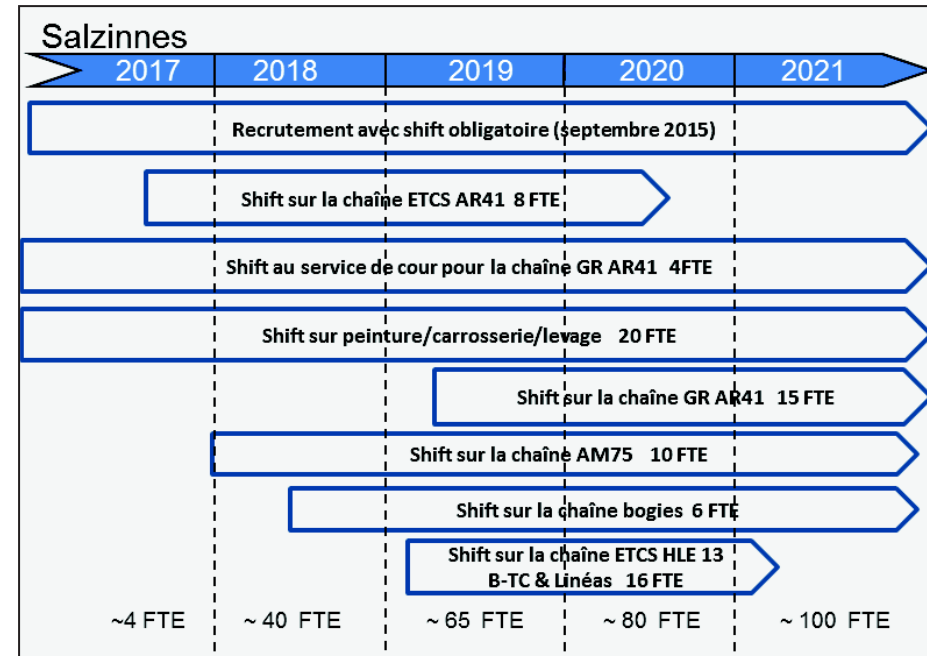 Salzinnes
2017 2018 2019 2020 2021
Recrutement avec shift obligatoire (septembre 2015)
Shift sur la chaîne ETCS AR41 8 FTE
Shift au service de cour pour la chaîne GR AR41 4FTE
Shift sur peinture/carrosserie/levage 20 FTE
Shift sur la chaîne GR AR41 15 FTE
Shift sur la chaîne AM75 10 FTE
Shift sur la chaîne bogies 6 FTE
Shift sur la chaîne ETCS HLE 13
B-TC & Linéas 16 FTE
~4 FTE ~ 40 FTE ~ 65 FTE ~ 80 FTE ~ 100 FTE